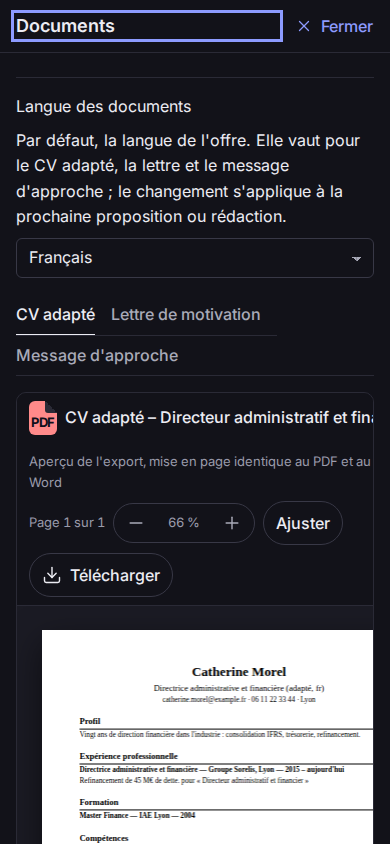 Documents
Fermer
Langue des documents
Par défaut, la langue de l'offre. Elle vaut pour
le CV adapté, la lettre et le message
d'approche ; le changement s'applique à la
prochaine proposition ou rédaction.
Français
CV adapté Lettre de motivation
Message d'approche
PDF CV adapté – Directeur administratif et fina
Aperçu de l'export, mise en page identique au PDF et au
Word
Page 1 sur 1 − 66 % + Ajuster
Télécharger
Catherine Morel
Directrice administrative et financière (adapté, fr)
catherine.morel@example.fr · 06 11 22 33 44 · Lyon
Profil
Vingt ans de direction financière dans l'industrie : consolidation IFRS, trésorerie, refinancement.
Expérience professionnelle
Directrice administrative et financière — Groupe Sorelis, Lyon — 2015 – aujourd'hui
Refinancement de 45 M€ de dette. pour « Directeur administratif et financier »
Formation
Master Finance — IAE Lyon — 2004
Compétences